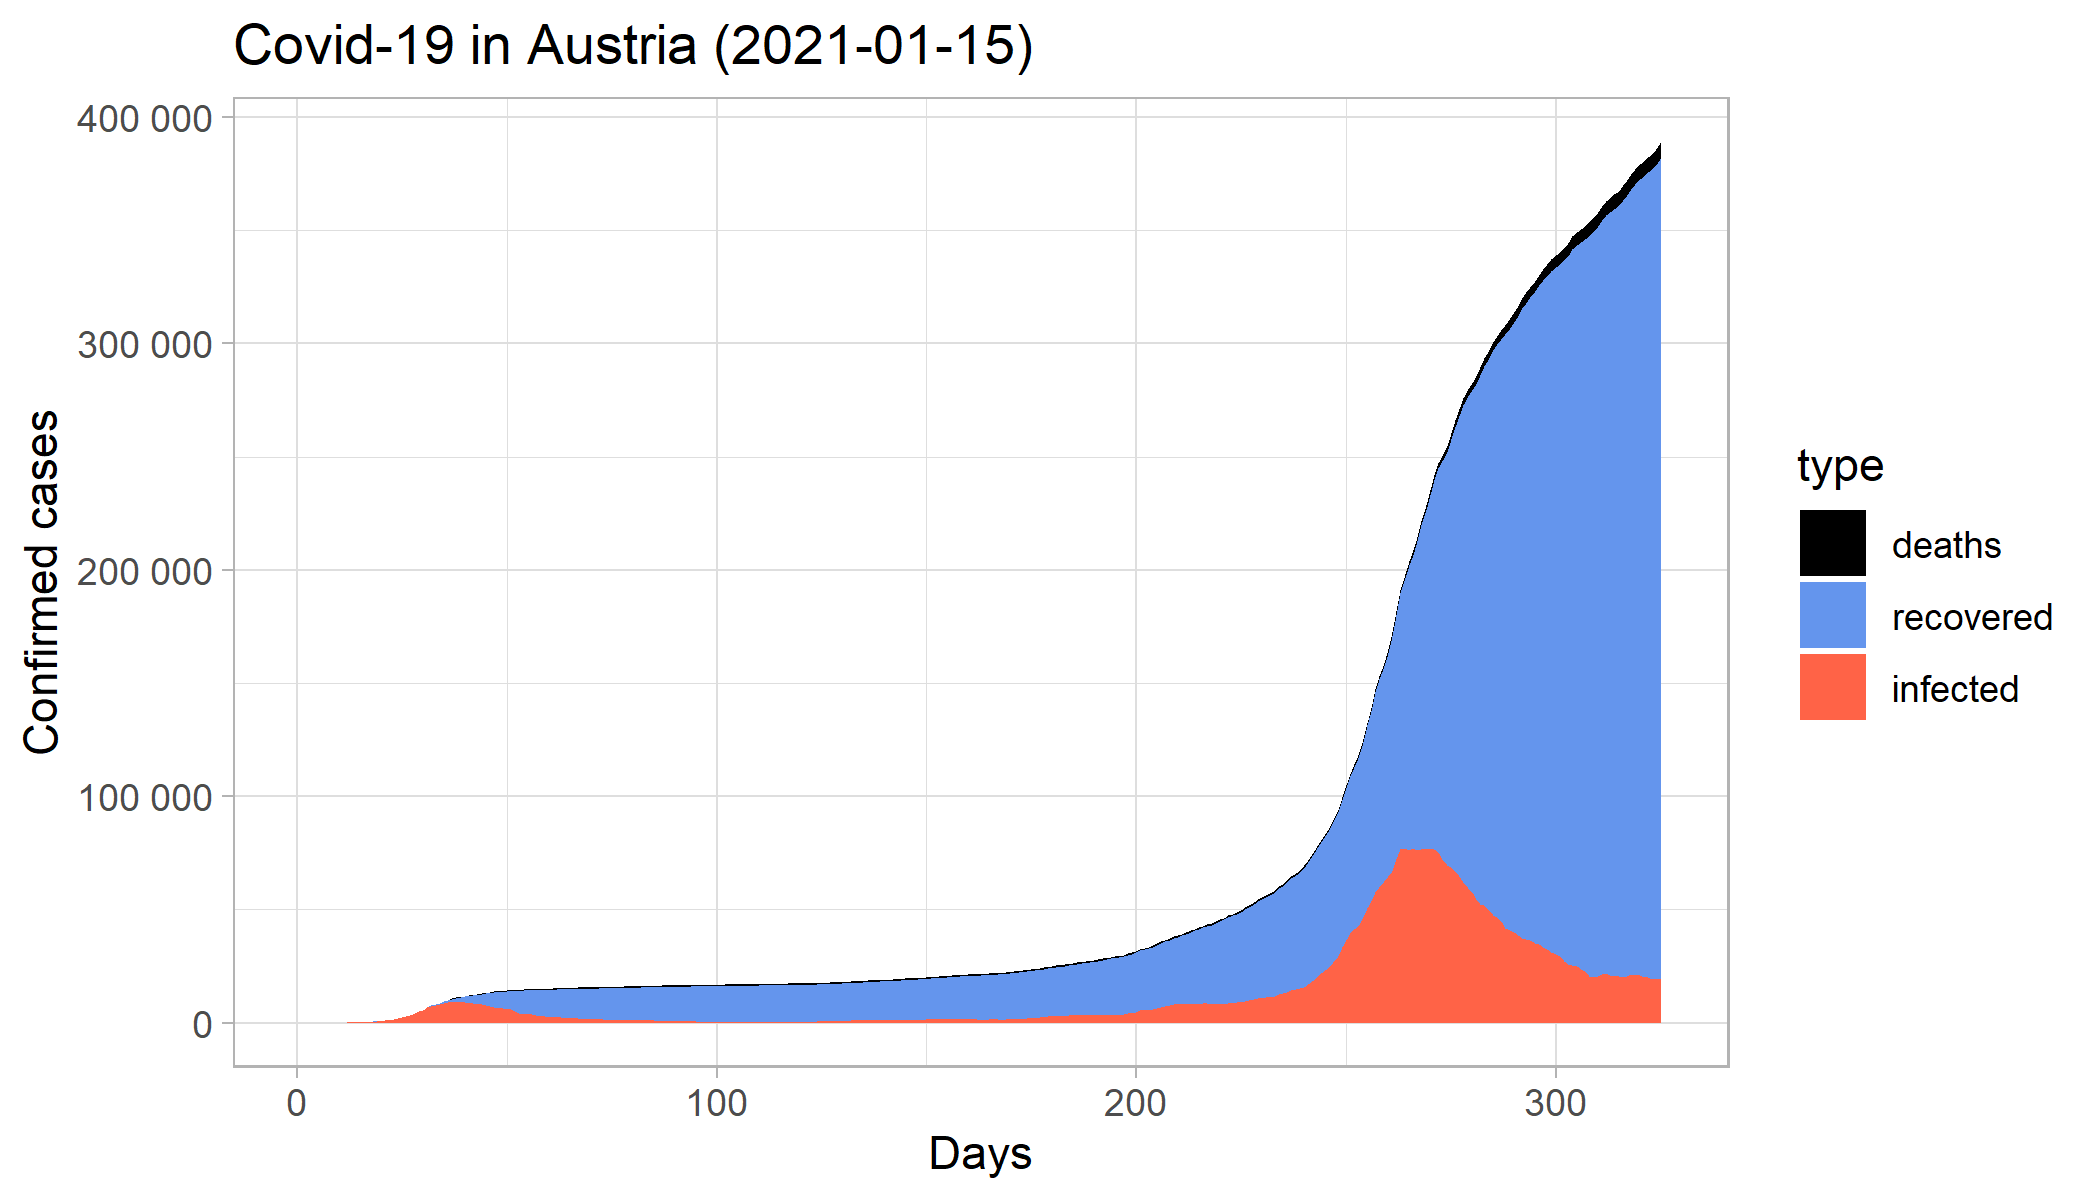 Covid-19 in Austria (2021-01-15)
400 000
300 000
200 000
100 000
0
Confirmed cases
0 100 200 300
Days
type
deaths
recovered
infected